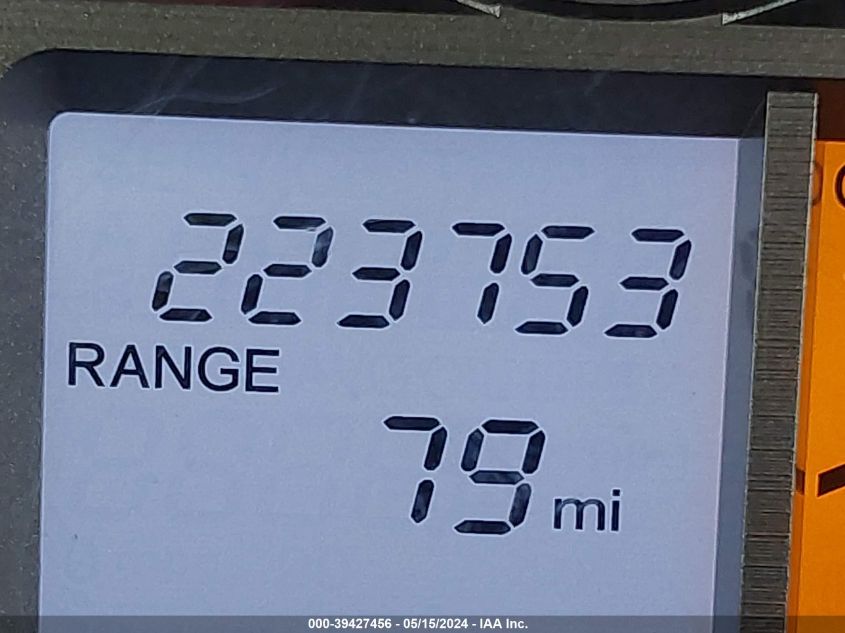 223753
RANGE
79 mi
000-39427456 - 05/15/2024 - IAA Inc.